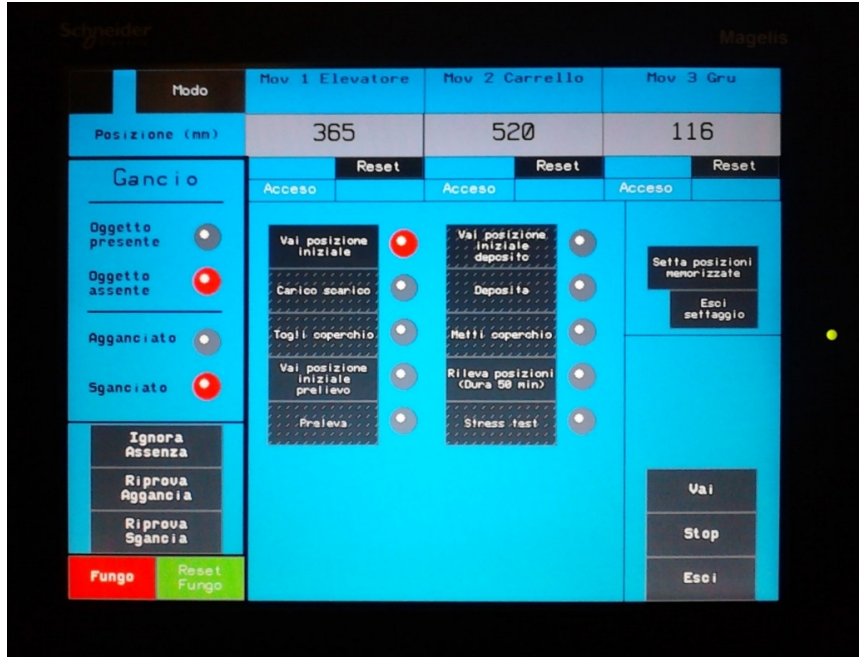 Schneider
Magelis
Modo
Mov 1 Elevatore
Mov 2 Carrello
Mov 3 Gru
Posizione (mm)
365
520
116
Reset
Reset
Reset
Acceso
Acceso
Acceso
Gancio
Oggetto
presente
Oggetto
assente
Agganciato
Sganciato
Ignora
Assenza
Riprova
Aggancia
Riprova
Sgancia
Fungo
Reset
Fungo
Vai posizione
iniziale
Carico scarico
Togli coperchio
Vai posizione
iniziale
prelievo
Preleva
Vai posizione
iniziale
deposito
Deposita
Metti coperchio
Rileva posizioni
(Dura 50 min)
Stress test
Setta posizioni
memorizzate
Esci
settaggio
Vai
Stop
Esci